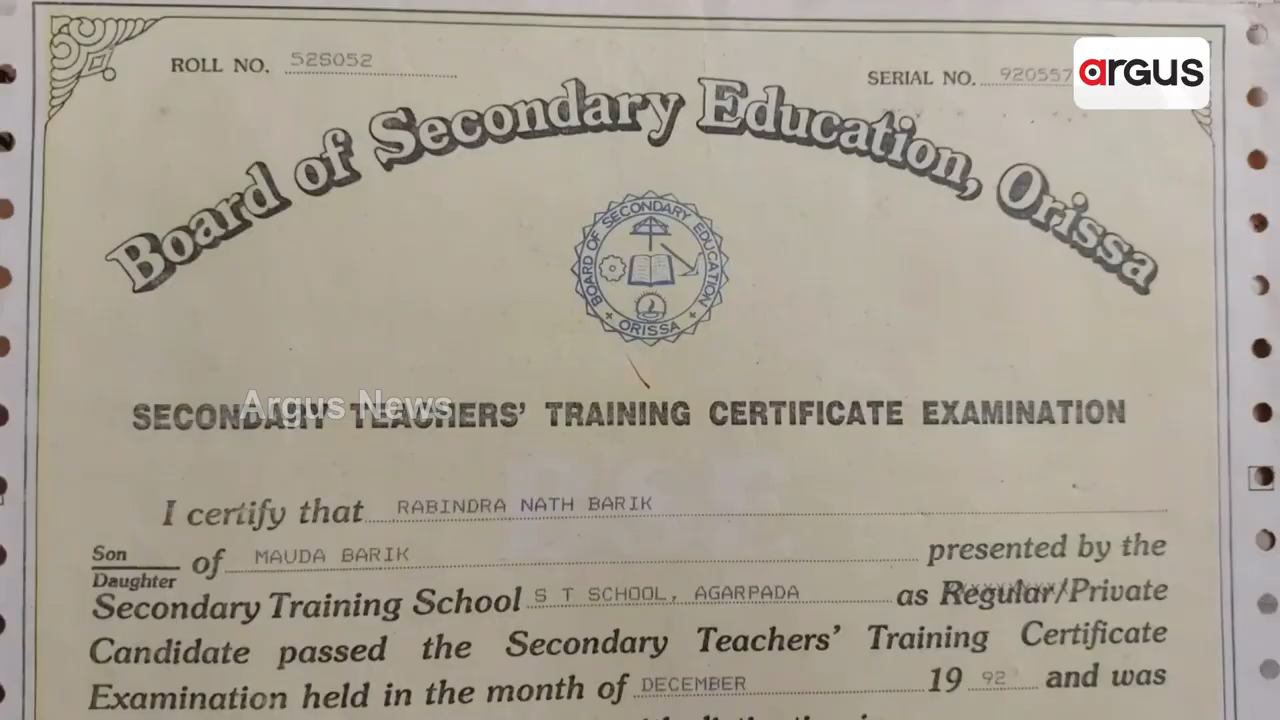 ROLL NO. 52S052
SERIAL NO. 920557
argus
Board of Secondary Education, Orissa
BOARD OF SECONDARY EDUCATION
ORISSA
SECONDARY TEACHERS' TRAINING CERTIFICATE EXAMINATION
Argus News
I certify that RABINDRA NATH BARIK
Son
Daughter
of MAUDA BARIK presented by the
Secondary Training School S T SCHOOL, AGARPADA as Regular/Private
Candidate passed the Secondary Teachers' Training Certificate
Examination held in the month of DECEMBER 19 92 and was